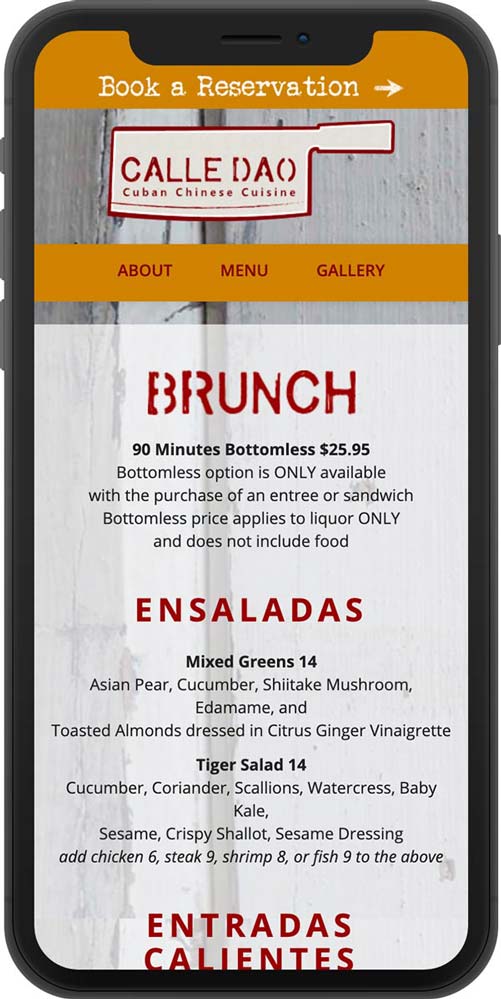 Book a Reservation →
CALLE DAO
Cuban Chinese Cuisine
ABOUT MENU GALLERY
BRUNCH
90 Minutes Bottomless $25.95
Bottomless option is ONLY available
with the purchase of an entree or sandwich
Bottomless price applies to liquor ONLY
and does not include food
ENSALADAS
Mixed Greens 14
Asian Pear, Cucumber, Shiitake Mushroom,
Edamame, and
Toasted Almonds dressed in Citrus Ginger Vinaigrette
Tiger Salad 14
Cucumber, Coriander, Scallions, Watercress, Baby
Kale,
Sesame, Crispy Shallot, Sesame Dressing
add chicken 6, steak 9, shrimp 8, or fish 9 to the above
ENTRADAS
CALIENTES